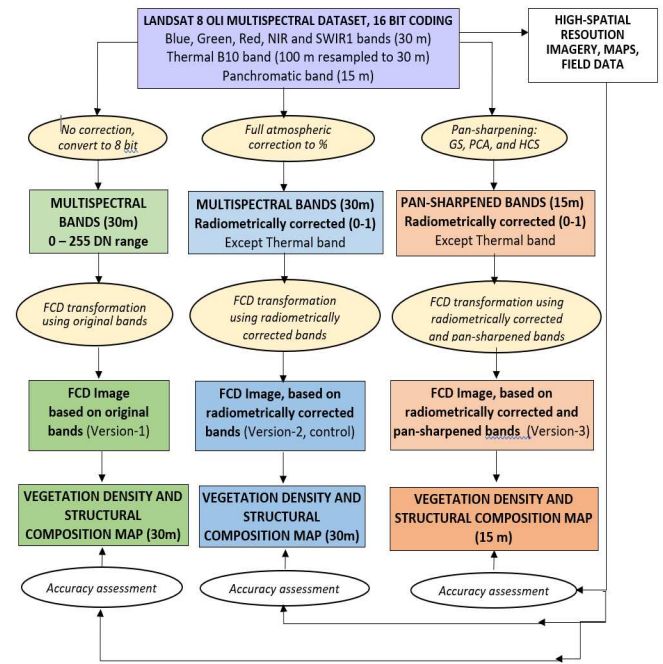 LANDSAT 8 OLI MULTISPECTRAL DATASET, 16 BIT CODING
Blue, Green, Red, NIR and SWIR1 bands (30 m)
Thermal B10 band (100 m resampled to 30 m)
Panchromatic band (15 m)
HIGH-SPATIAL
RESOUTION
IMAGERY, MAPS,
FIELD DATA
No correction,
convert to 8 bit
Full atmospheric
correction to %
Pan-sharpening:
GS, PCA, and HCS
MULTISPECTRAL
BANDS (30m)
0 – 255 DN range
MULTISPECTRAL BANDS (30m)
Radiometrically corrected (0-1)
Except Thermal band
PAN-SHARPENED BANDS (15m)
Radiometrically corrected (0-1)
Except Thermal band
FCD transformation
using original bands
FCD transformation
using radiometrically
corrected bands
FCD transformation using
radiometrically corrected
and pan-sharpened bands
FCD Image
based on original
bands (Version-1)
FCD Image, based on
radiometrically corrected
bands (Version-2, control)
FCD Image, based on
radiometrically corrected and
pan-sharpened bands (Version-3)
VEGETATION DENSITY AND
STRUCTURAL
COMPOSITION MAP (30m)
VEGETATION DENSITY AND
STRUCTURAL
COMPOSITION MAP (30m)
VEGETATION DENSITY AND
STRUCTURAL COMPOSITION MAP
(15 m)
Accuracy assessment
Accuracy assessment
Accuracy assessment